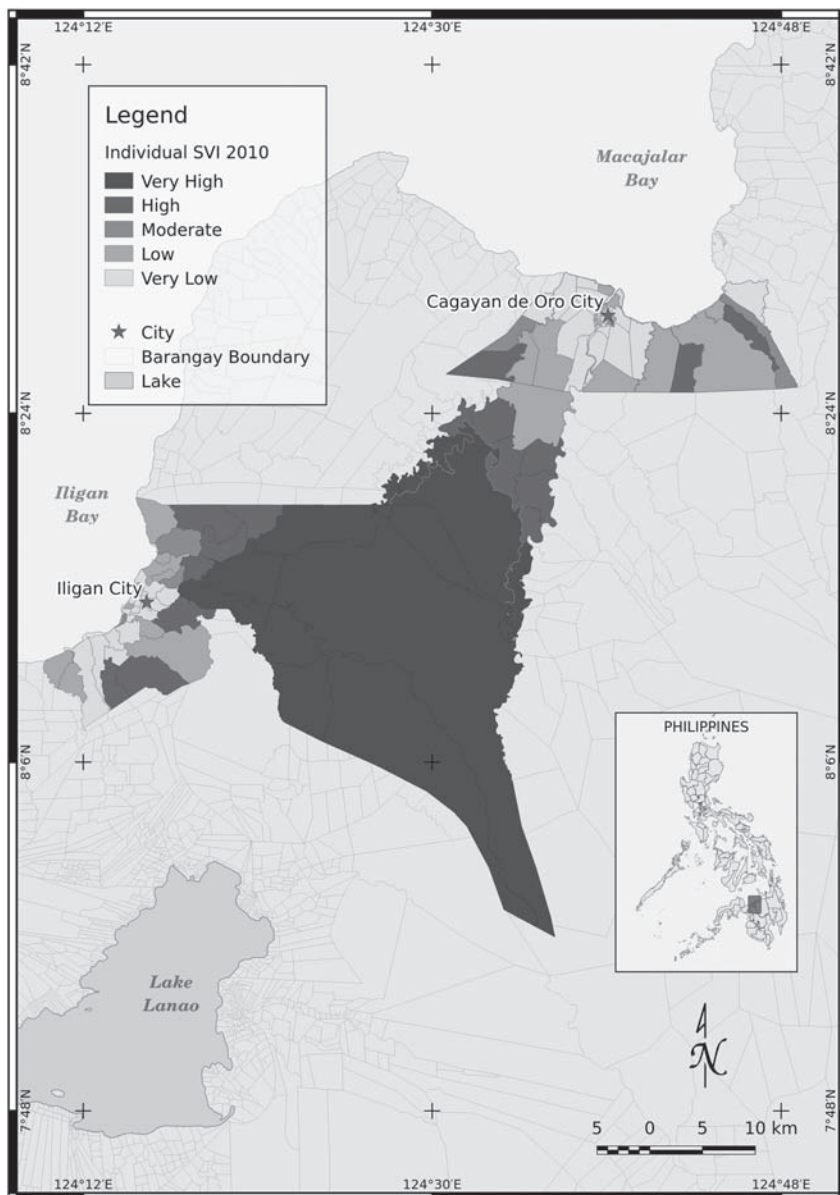 124°12′E 124°30′E 124°48′E
8°42′N 8°42′N
Legend
Individual SVI 2010
Very High
High
Moderate
Low
Very Low
City
Barangay Boundary
Lake
Macajalar
Bay
Cagayan de Oro City
8°24′N 8°24′N
Iligan
Bay
Iligan City
8°6′N 8°6′N
PHILIPPINES
Lake
Lanao
N
7°48′N 7°48′N
5 0 5 10 km
124°12′E 124°30′E 124°48′E